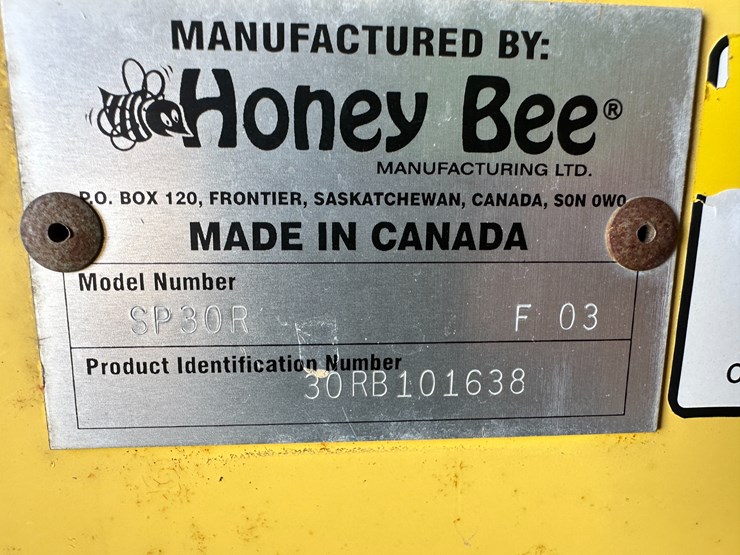 MANUFACTURED BY:
Honey Bee®
MANUFACTURING LTD.
P.O. BOX 120, FRONTIER, SASKATCHEWAN, CANADA, S0N 0W0
MADE IN CANADA
Model Number
SP30R F 03
Product Identification Number
30RB101638